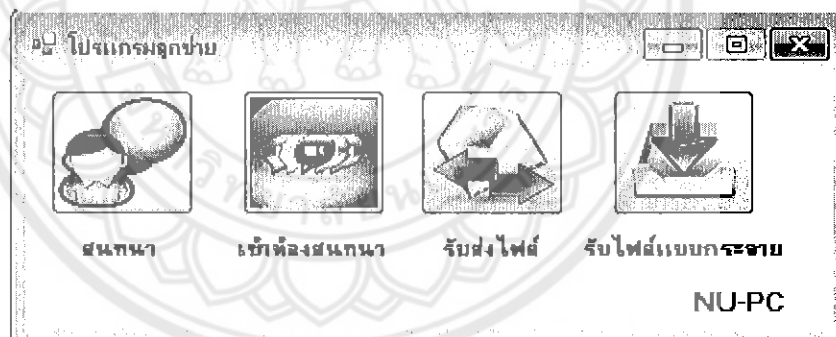 โปรแกรมลูกข่าย
สนทนา
เข้าห้องสนทนา
รับส่งไฟล์
รับไฟล์แบบกระจาย
NU-PC